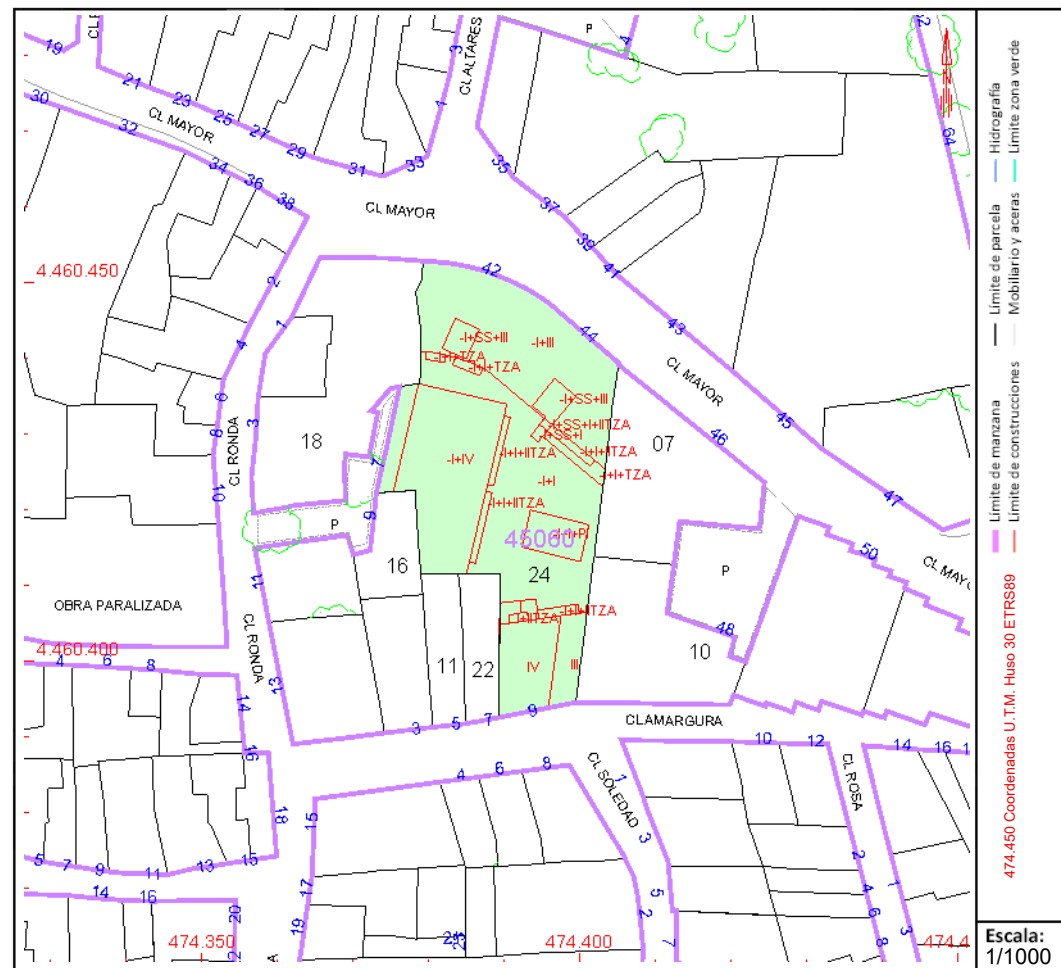 19
CL ALTARES
3
P
4
64
21
23
25
27
29
31
33
1
30
32
34
36
38
CL MAYOR
35
37
39
41
43
45
47
CL MAYOR
4.460.450
42
44
46
CL MAYOR
2
4
6
8
10
CL RONDA
1
3
18
-I+SS+III
-I+III
-I+I+TZA
-I+I+TZA
-I+SS+III
-I+SS+I+IITZA
-I+SS+I
-I+I+ITZA
-I+I+TZA
-I+IV
-I+I+IITZA
-I+I
-I+I+IITZA
-I-I+P
45060
24
07
7
9
P
16
11
22
P
48
50
CL MAYO
10
OBRA PARALIZADA
4.460.400
4
6
8
14
16
18
11
CL RONDA
13
IV
III
3
5
7
9
CLAMARGURA
10
12
14
16
1
4
6
8
CL SOLEDAD
1
3
5
2
7
CL ROSA
2
4
6
8
1
3
15
17
19
5
7
9
11
13
15
14
16
20
2
474.350
474.400
474.4
Límite de manzana
Límite de parcela
Hidrografía
Límite de construcciones
Mobiliario y aceras
Límite zona verde
474.450 Coordenadas U.T.M. Huso 30 ETRS89
Escala:
1/1000